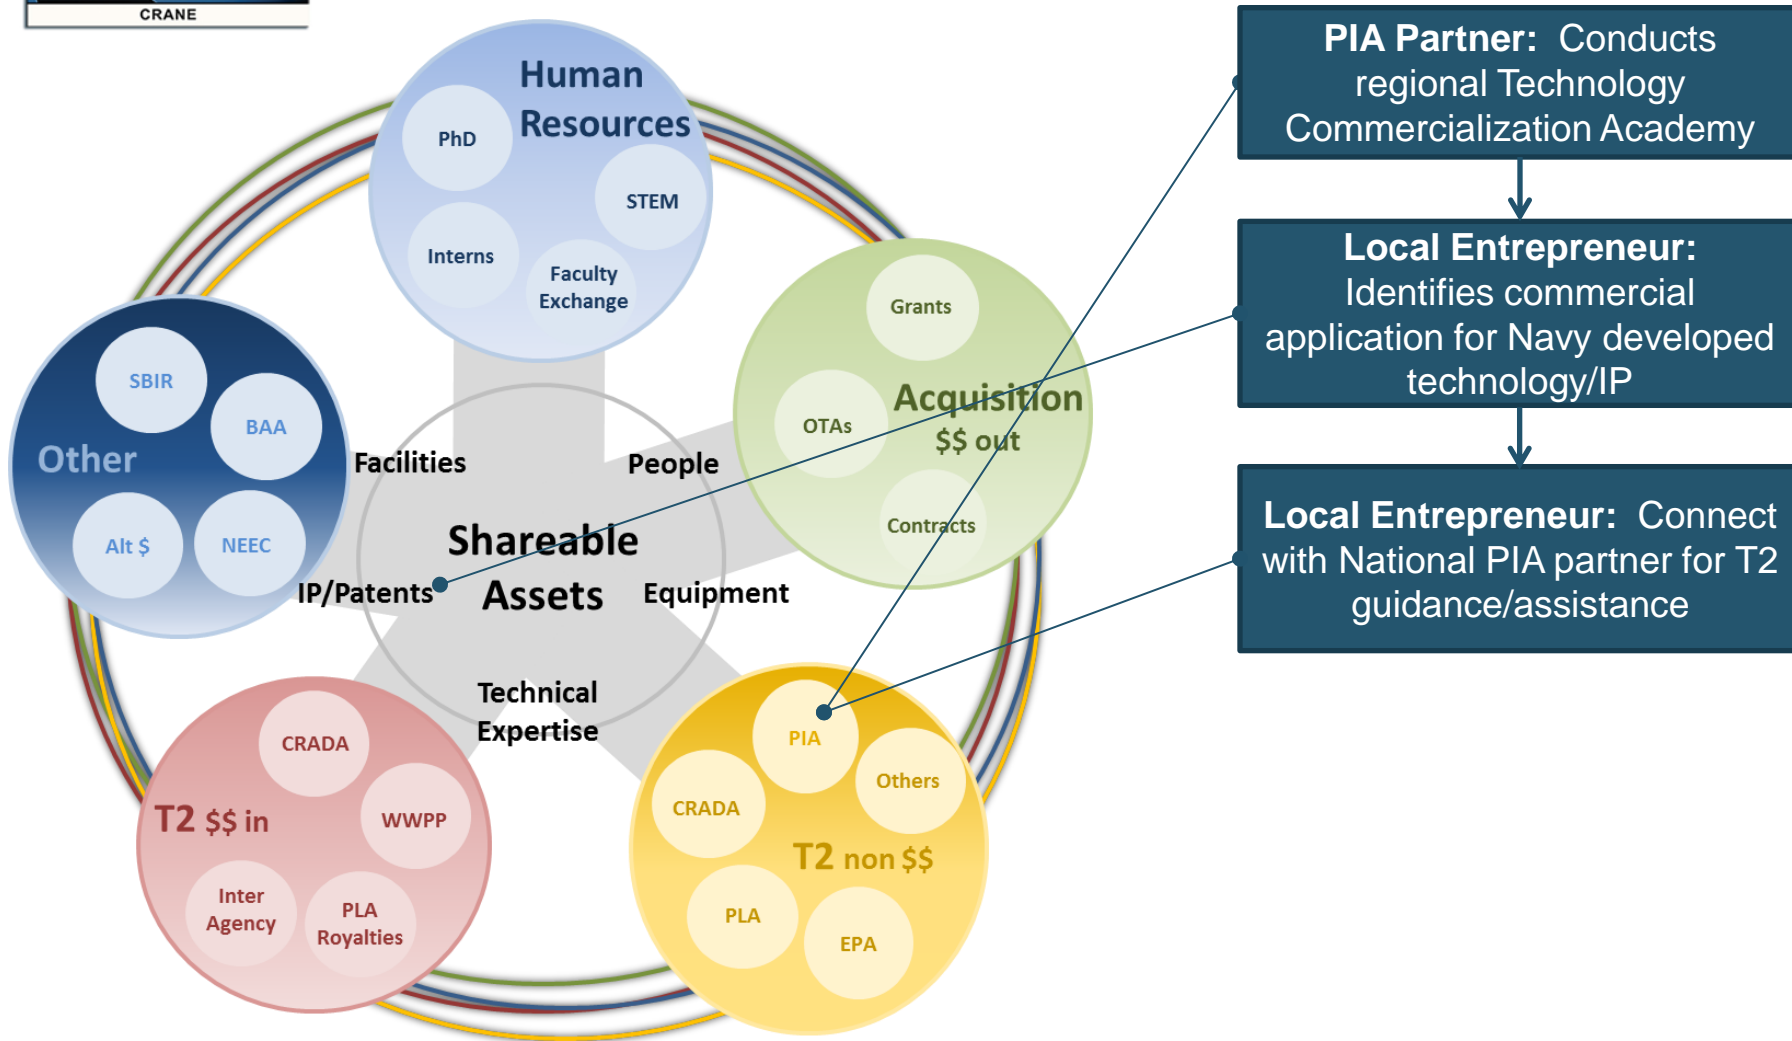 CRANE
Human
Resources
PhD
STEM
Interns
Faculty
Exchange
Grants
OTAs
Acquisition
$$ out
Contracts
SBIR
BAA
Other
Alt $
NEEC
Facilities
People
Shareable
Assets
IP/Patents
Equipment
Technical
Expertise
CRADA
WWPP
T2 $$ in
Inter
Agency
PLA
Royalties
PIA
Others
CRADA
T2 non $$
PLA
EPA
PIA Partner: Conducts
regional Technology
Commercialization Academy
Local Entrepreneur:
Identifies commercial
application for Navy developed
technology/IP
Local Entrepreneur: Connect
with National PIA partner for T2
guidance/assistance